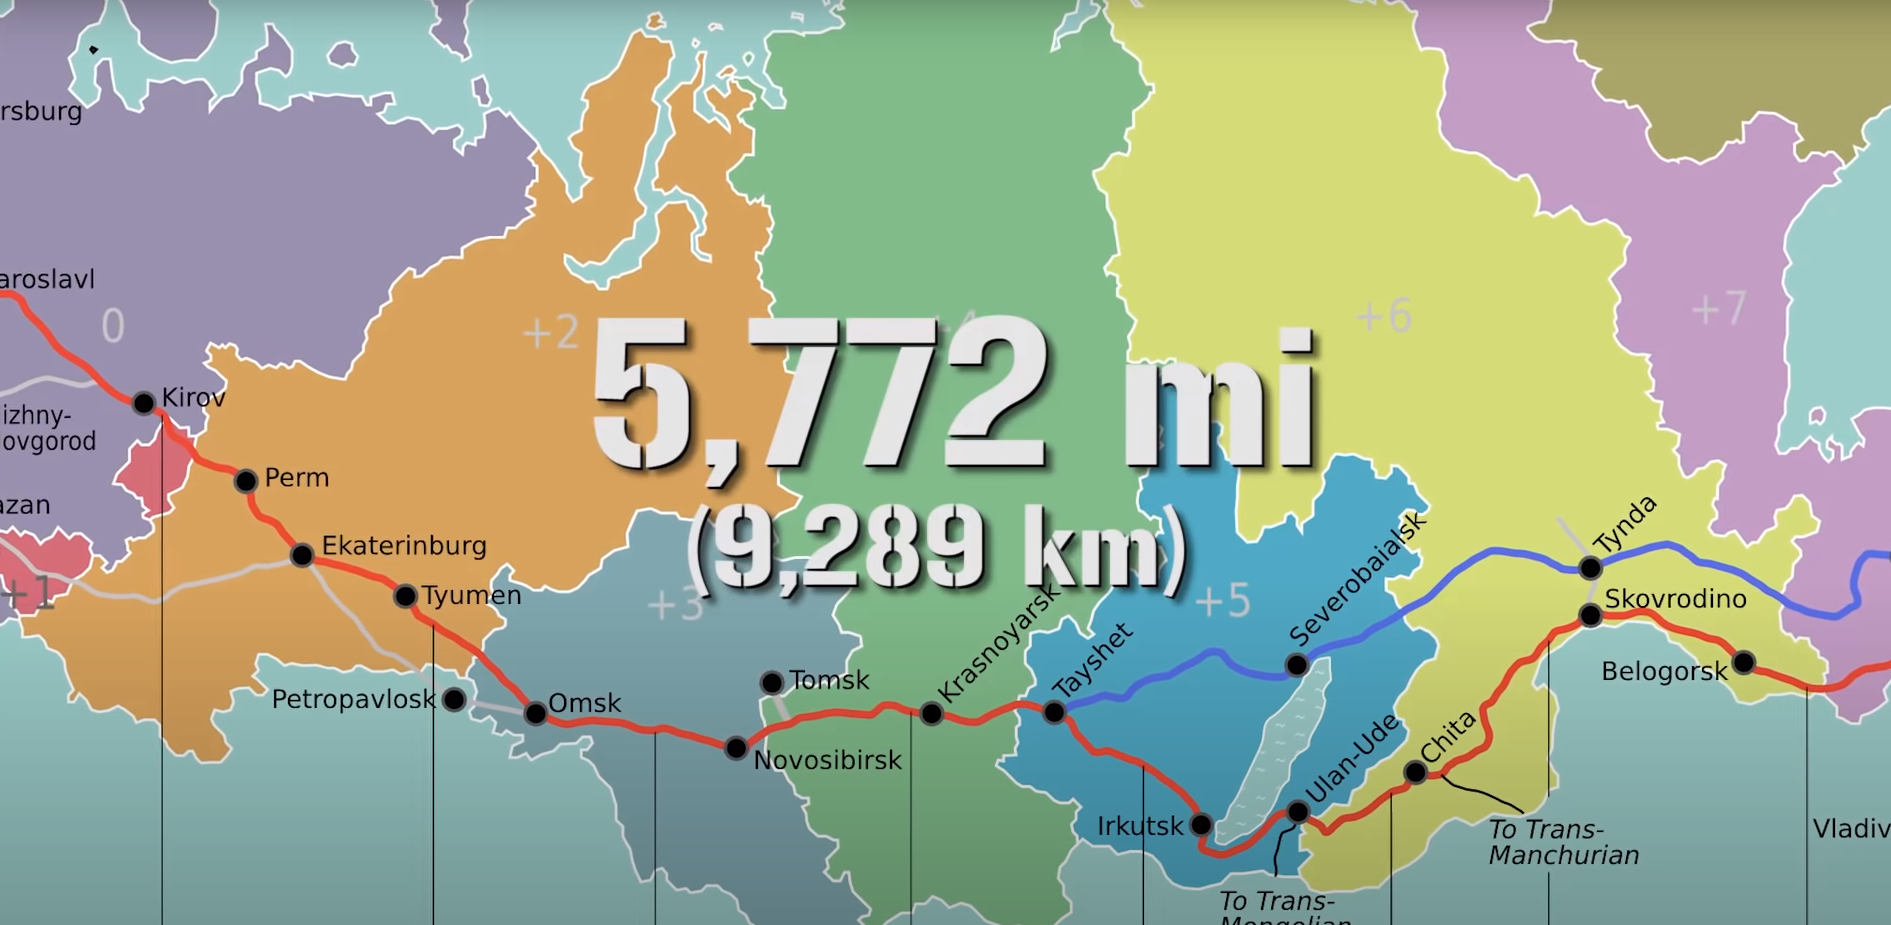 rsburg
aroslavl
0
+2
+4
+6
+7
5,772 mi
(9,289 km)
Kirov
izhny-
ovgorod
Perm
azan
Ekaterinburg
+1
Tyumen
+3
+5
Krasnoyarsk
Tayshet
Severobaialsk
Tynda
Skovrodino
Belogorsk
Petropavlosk
Omsk
Tomsk
Novosibirsk
Irkutsk
Ulan-Ude
Chita
To Trans-
Manchurian
Vladiv
To Trans-
Mongolian